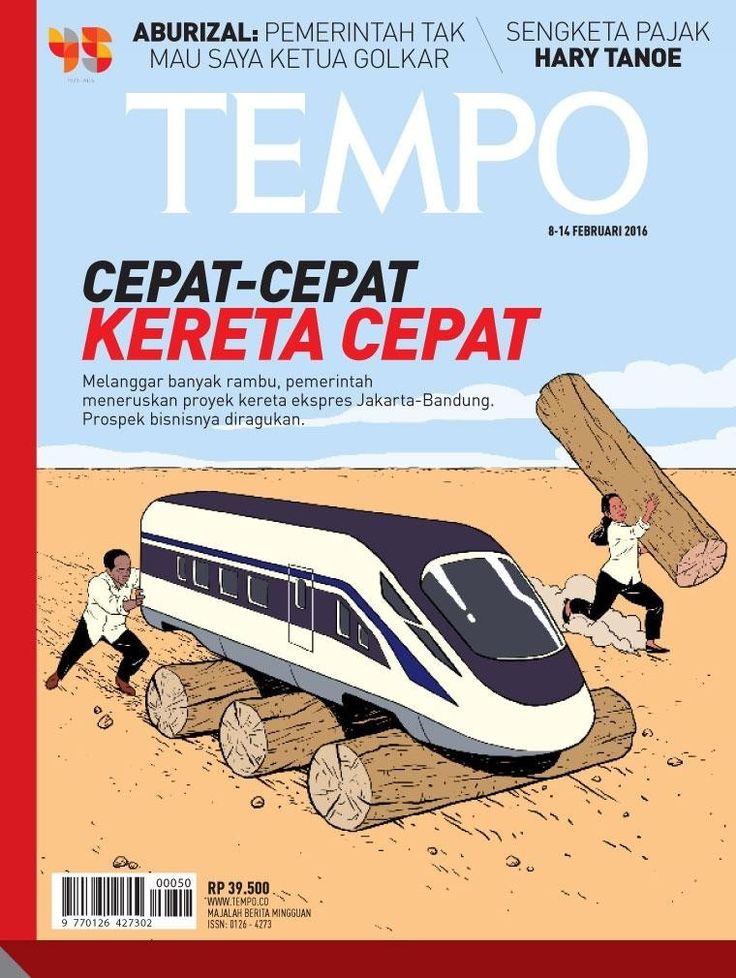 ABURIZAL: PEMERINTAH TAK
MAU SAYA KETUA GOLKAR
SENGKETA PAJAK
HARY TANOE
TEMPO
8-14 FEBRUARI 2016
CEPAT-CEPAT
KERETA CEPAT
Melanggar banyak rambu, pemerintah
meneruskan proyek kereta ekspres Jakarta-Bandung.
Prospek bisnisnya diragukan.
00050
9 770126 427302
RP 39.500
WWW.TEMPO.CO
MAJALAH BERITA MINGGUAN
ISSN: 0126 - 4273